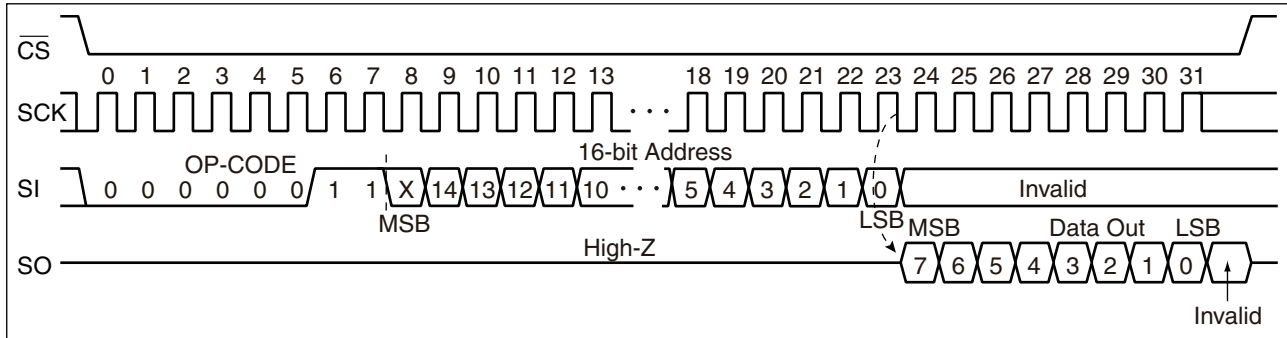 CS
0 1 2 3 4 5 6 7 8 9 10 11 12 13 18 19 20 21 22 23 24 25 26 27 28 29 30 31
SCK
· · ·
OP-CODE
16-bit Address
SI
0 0 0 0 0 0 1 1 X 14 13 12 11 10 · · · 5 4 3 2 1 0 Invalid
MSB
LSB
MSB Data Out LSB
High-Z
SO
7 6 5 4 3 2 1 0
Invalid